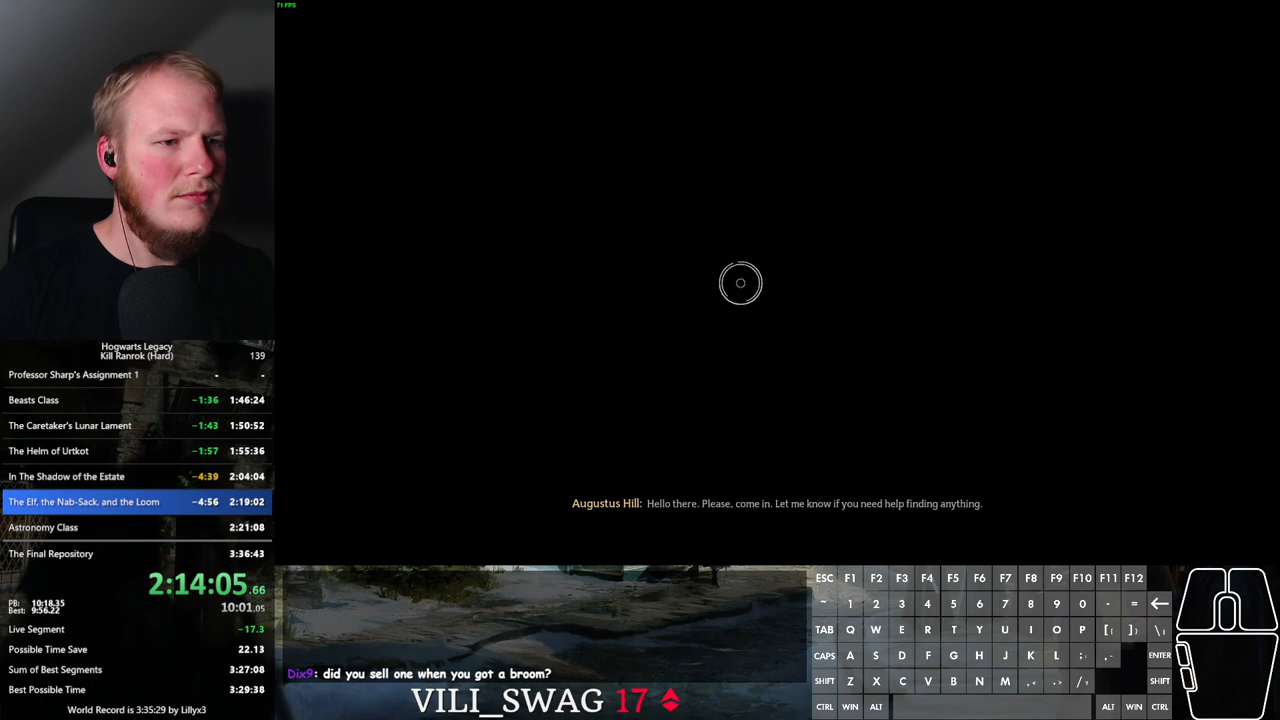 71 FPS
Hogwarts Legacy
Kill Ranrok (Hard) 139
Professor Sharp's Assignment 1 - -
Beasts Class −1:36 1:46:24
The Caretaker's Lunar Lament −1:43 1:50:52
The Helm of Urtkot −1:57 1:55:36
In The Shadow of the Estate −4:39 2:04:04
The Elf, the Nab-Sack, and the Loom −4:56 2:19:02
Astronomy Class 2:21:08
The Final Repository 3:36:43
2:14:05.66
PB: 10:18.35
Best: 9:56.22
10:01.05
Live Segment −17.3
Possible Time Save 22.13
Sum of Best Segments 3:27:08
Best Possible Time 3:29:38
World Record is 3:35:29 by Lillyx3
Augustus Hill: Hello there. Please, come in. Let me know if you need help finding anything.
Dix9: did you sell one when you got a broom?
VILI_SWAG 17
ESC F1 F2 F3 F4 F5 F6 F7 F8 F9 F10 F11 F12
~ 1 2 3 4 5 6 7 8 9 0 - =
TAB Q W E R T Y U I O P [{ ]} \|
CAPS A S D F G H J K L ;: ,. ENTER
SHIFT Z X C V B N M ,< .> /? SHIFT
CTRL WIN ALT ALT WIN CTRL